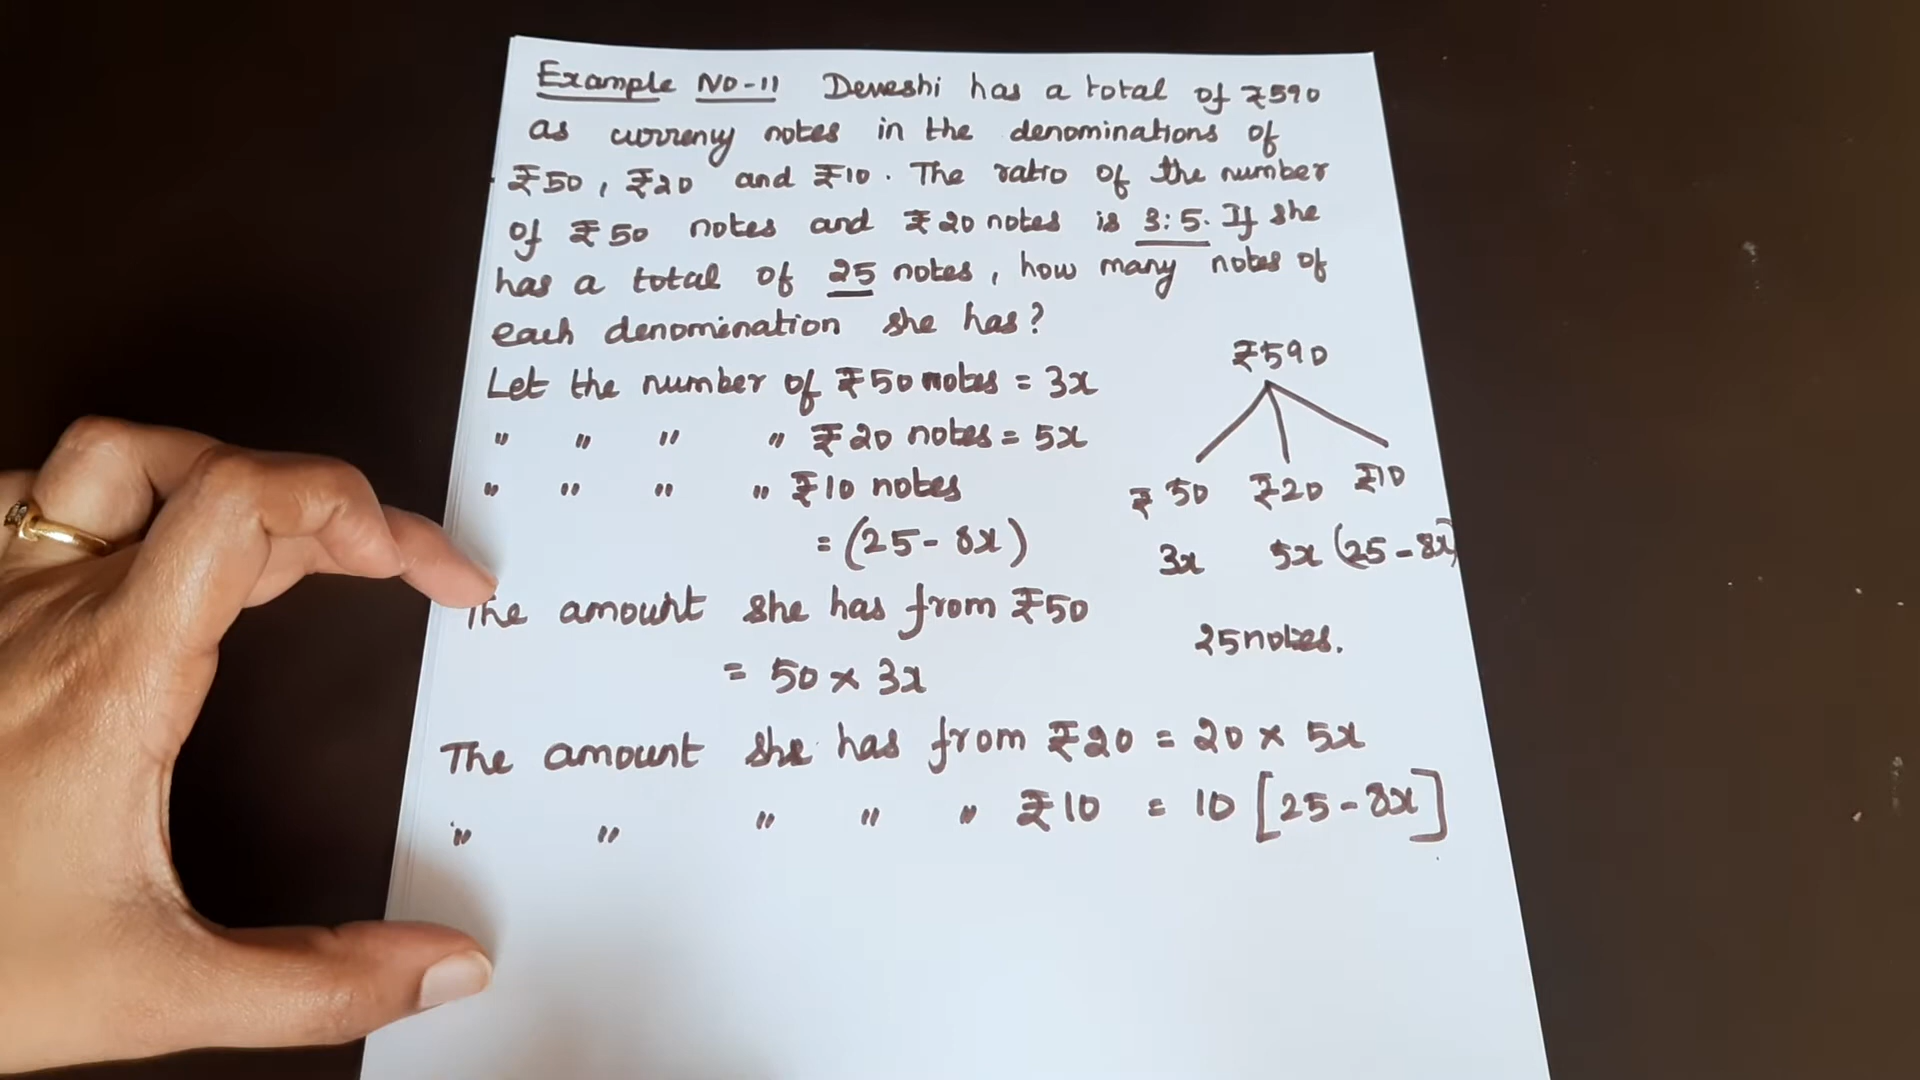 Example No-11 Deveshi has a total of ₹590
as currency notes in the denominations of
₹50, ₹20 and ₹10. The ratio of the number
of ₹50 notes and ₹20 notes is 3:5. If she
has a total of 25 notes, how many notes of
each denomination she has?
Let the number of ₹50 notes = 3x
" " " " ₹20 notes = 5x
" " " " ₹10 notes
= (25-8x)
₹590
₹50 ₹20 ₹10
3x 5x (25-8x)
25 notes.
The amount she has from ₹50
= 50 × 3x
The amount she has from ₹20 = 20 × 5x
" " " " " ₹10 = 10 [25-8x]